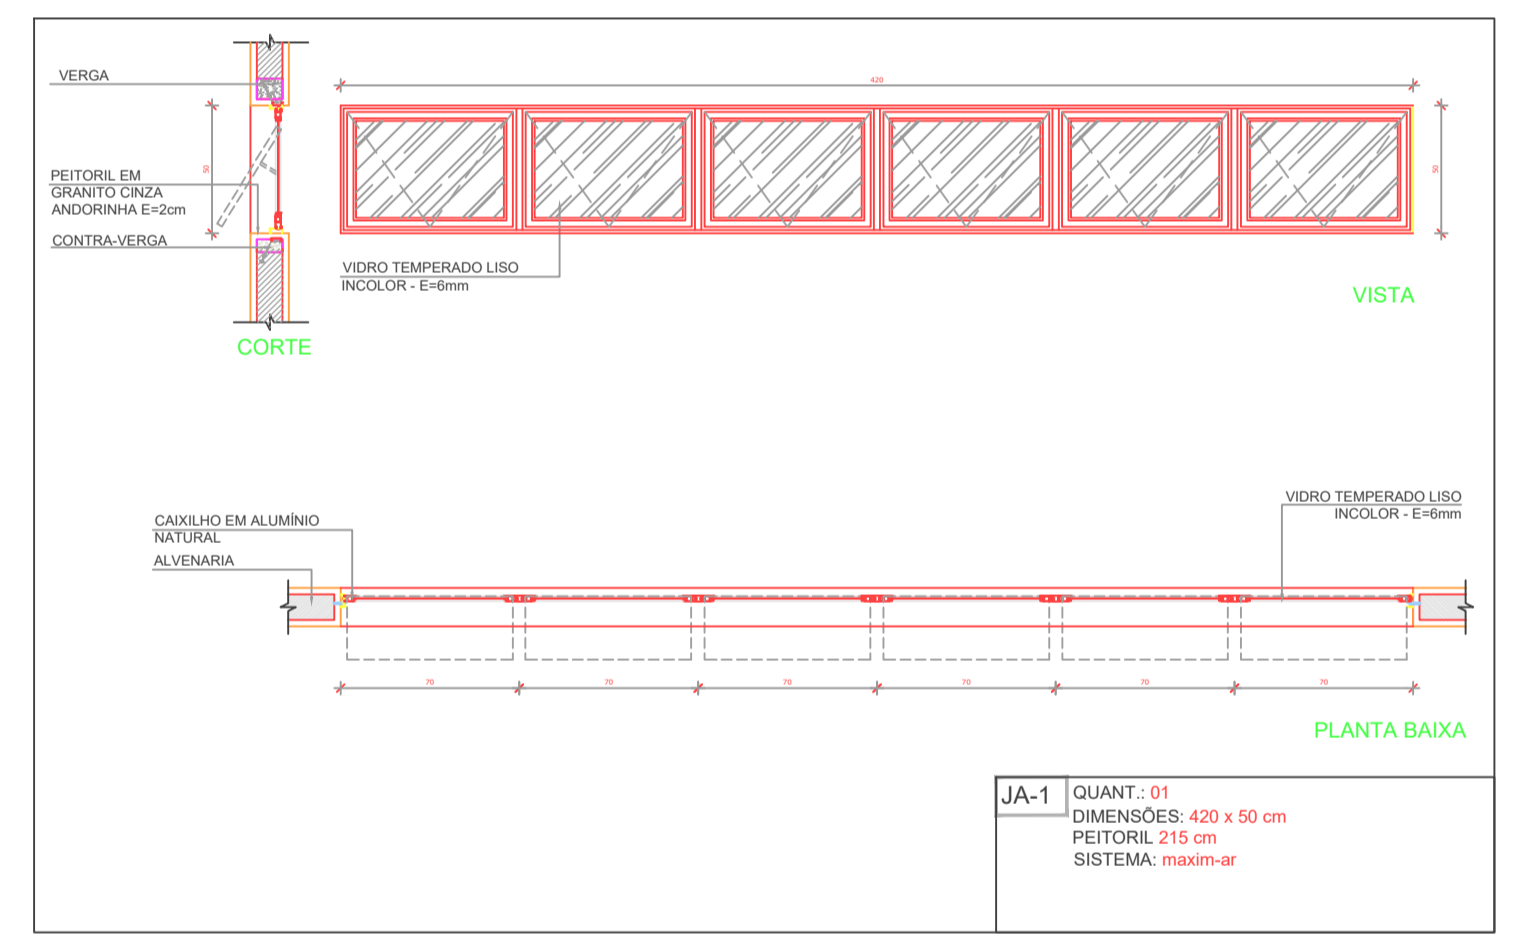 VERGA
420
50
50
PEITORIL EM
GRANITO CINZA
ANDORINHA E=2cm
CONTRA-VERGA
VIDRO TEMPERADO LISO
INCOLOR - E=6mm
VISTA
CORTE
VIDRO TEMPERADO LISO
INCOLOR - E=6mm
CAIXILHO EM ALUMÍNIO
NATURAL
ALVENARIA
70 70 70 70 70 70
PLANTA BAIXA
JA-1
QUANT.: 01
DIMENSÕES: 420 x 50 cm
PEITORIL 215 cm
SISTEMA: maxim-ar